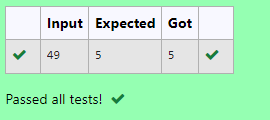 Input Expected Got
✔ 49 5 5 ✔
Passed all tests! ✔